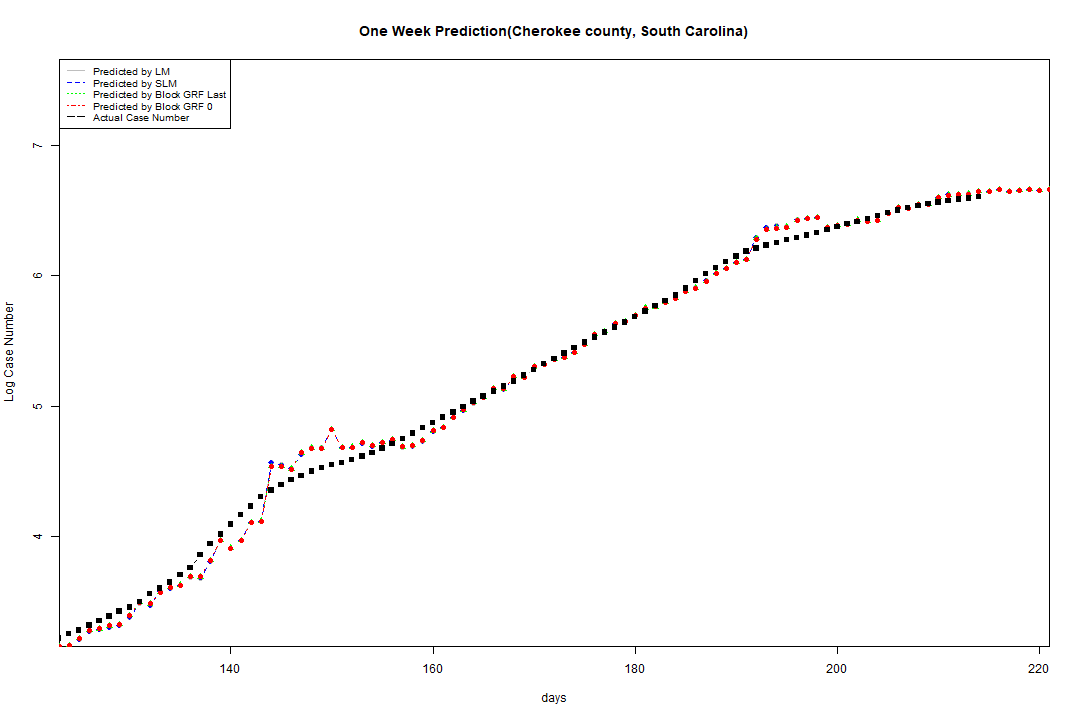 One Week Prediction(Cherokee county, South Carolina)
Predicted by LM
Predicted by SLM
Predicted by Block GRF Last
Predicted by Block GRF 0
Actual Case Number
7
6
5
4
Log Case Number
140 160 180 200 220
days